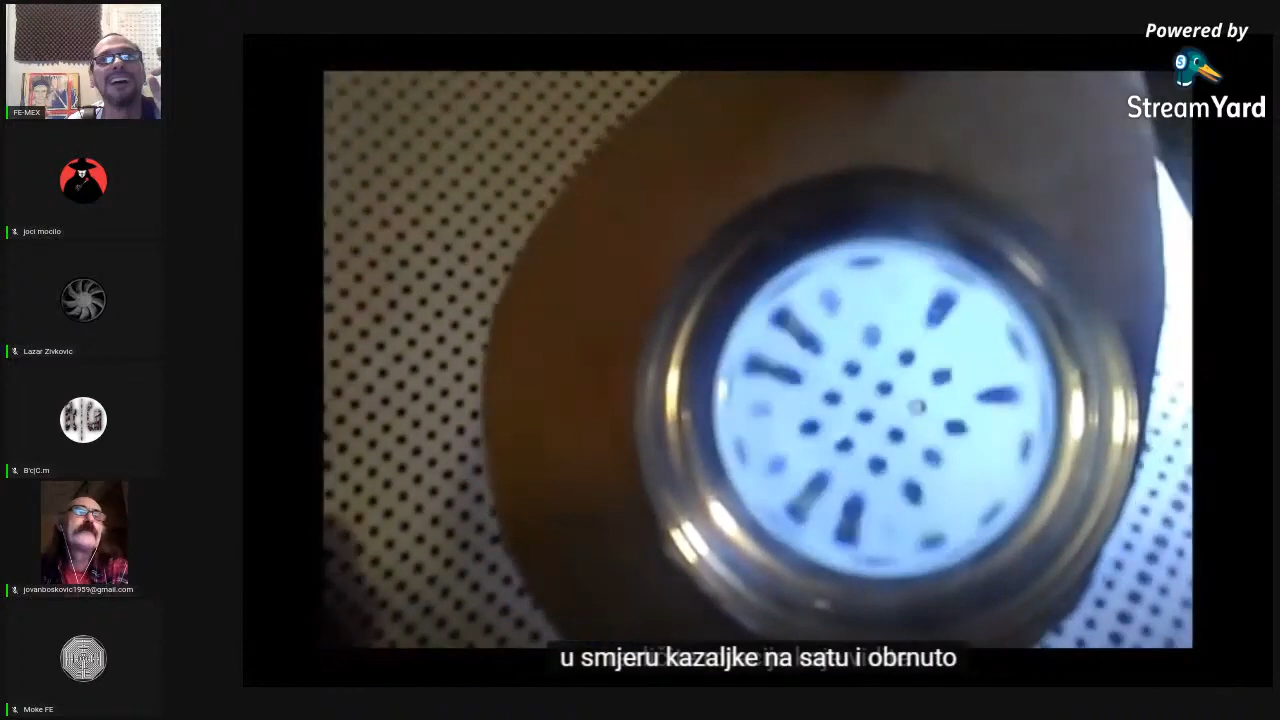 Powered by
StreamYard
FE-MEX
joci mocilo
Lazar Zivkovic
B'c|C.m
jovanboskovic1959@gmail.com
Moke FE
u smjeru kazaljke na satu i obrnuto